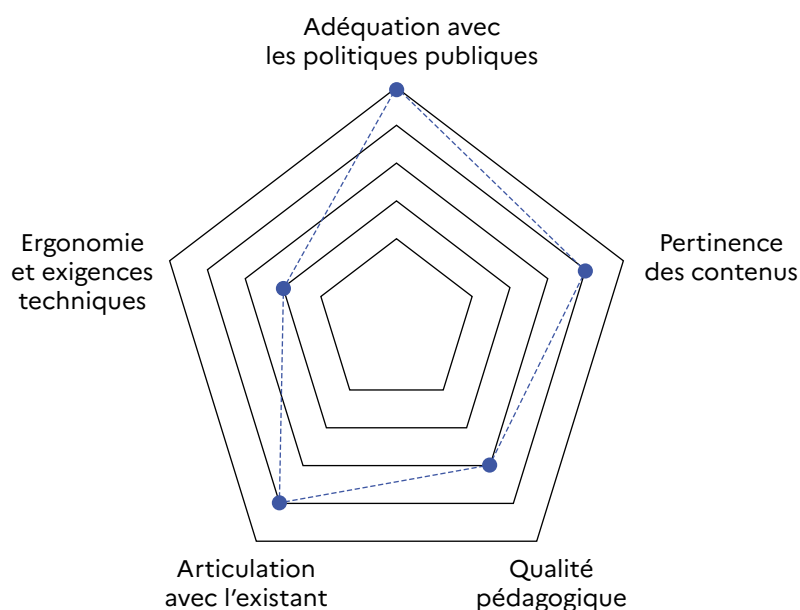 Adéquation avec
les politiques publiques
Ergonomie
et exigences
techniques
Pertinence
des contenus
Articulation
avec l'existant
Qualité
pédagogique